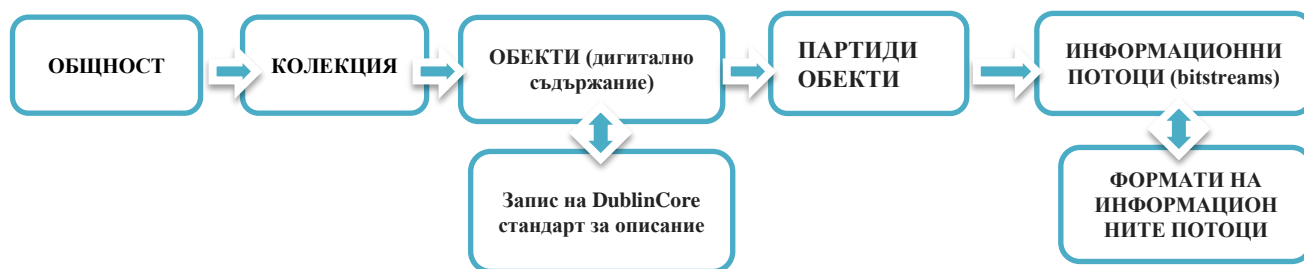 ОБЩНОСТ
КОЛЕКЦИЯ
ОБЕКТИ (дигитално
съдържание)
ПАРТИДИ
ОБЕКТИ
ИНФОРМАЦИОННИ
ПОТОЦИ (bitstreams)
Запис на DublinCore
стандарт за описание
ФОРМАТИ НА
ИНФОРМАЦИОН
НИТЕ ПОТОЦИ